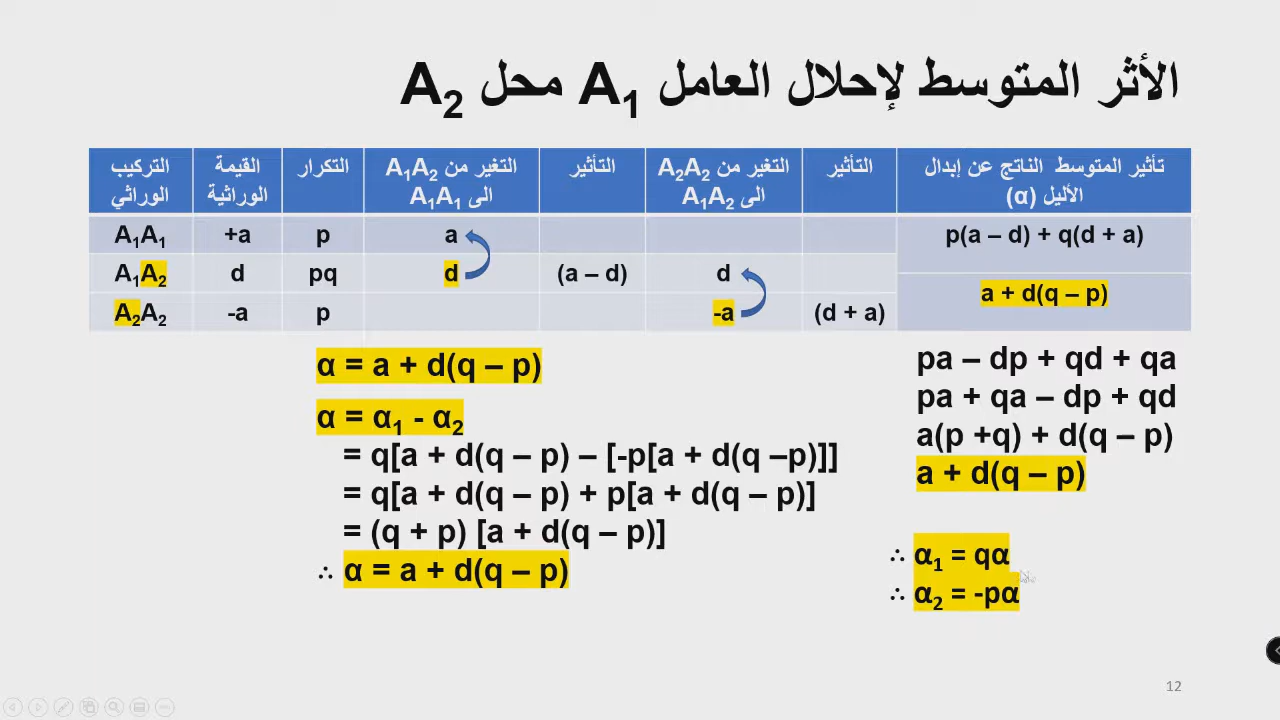 الأثر المتوسط لإحلال العامل A₁ محل A₂
التركيب الوراثي | القيمة الوراثية | التكرار | التغير من A₁A₂ الى A₁A₁ | التأثير | التغير من A₂A₂ الى A₁A₂ | التأثير | تأثير المتوسط الناتج عن إبدال الأليل (α)
A₁A₁ | +a | p | a | | | | p(a – d) + q(d + a)
A₁A₂ | d | pq | d | (a – d) | d | | a + d(q – p)
A₂A₂ | -a | p | | | -a | (d + a)
α = a + d(q – p)
α = α₁ - α₂
= q[a + d(q – p) – [-p[a + d(q –p)]]
= q[a + d(q – p) + p[a + d(q – p)]
= (q + p) [a + d(q – p)]
∴ α = a + d(q – p)
pa – dp + qd + qa
pa + qa – dp + qd
a(p +q) + d(q – p)
a + d(q – p)
∴ α₁ = qα
∴ α₂ = -pα
12